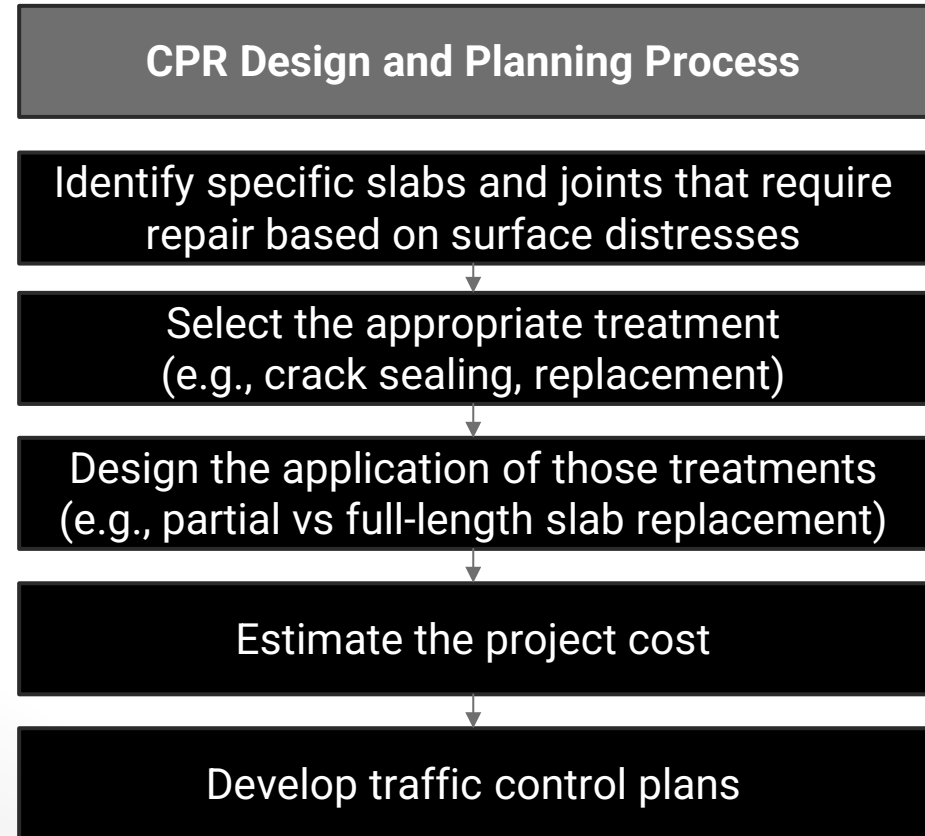 CPR Design and Planning Process
Identify specific slabs and joints that require
repair based on surface distresses
Select the appropriate treatment
(e.g., crack sealing, replacement)
Design the application of those treatments
(e.g., partial vs full-length slab replacement)
Estimate the project cost
Develop traffic control plans